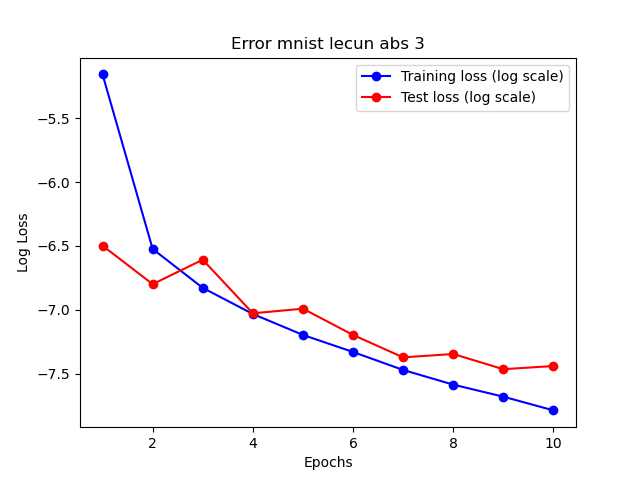 Error mnist lecun abs 3
Training loss (log scale)
Test loss (log scale)
Log Loss
−5.5
−6.0
−6.5
−7.0
−7.5
2
4
6
8
10
Epochs